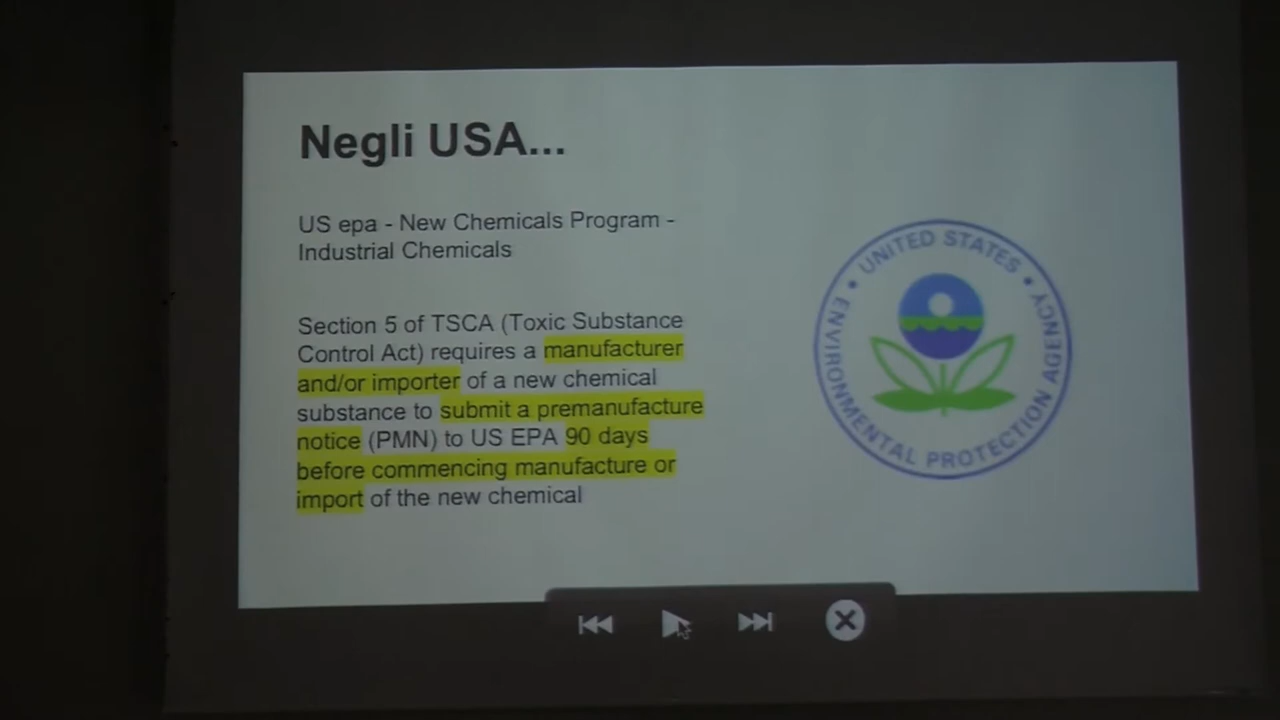 Negli USA...
US epa - New Chemicals Program -
Industrial Chemicals
Section 5 of TSCA (Toxic Substance
Control Act) requires a manufacturer
and/or importer of a new chemical
substance to submit a premanufacture
notice (PMN) to US EPA 90 days
before commencing manufacture or
import of the new chemical
UNITED STATES
ENVIRONMENTAL PROTECTION AGENCY